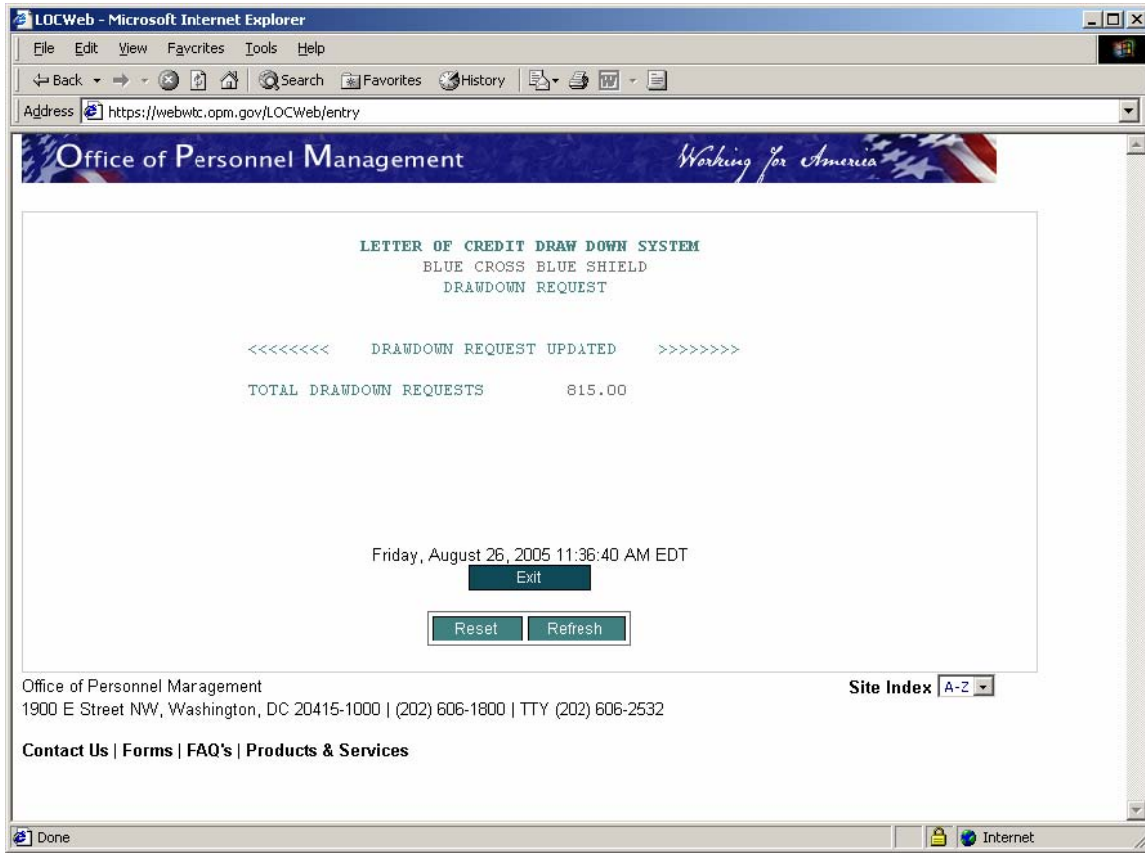 LOCWeb - Microsoft Internet Explorer
File Edit View Favorites Tools Help
Back Search Favorites History
Address https://webwtc.opm.gov/LOCWeb/entry
Office of Personnel Management Working for America
LETTER OF CREDIT DRAW DOWN SYSTEM
BLUE CROSS BLUE SHIELD
DRAWDOWN REQUEST
<<<<<<<< DRAWDOWN REQUEST UPDATED >>>>>>>>
TOTAL DRAWDOWN REQUESTS 815.00
Friday, August 26, 2005 11:36:40 AM EDT
Exit
Reset Refresh
Office of Personnel Management Site Index A-Z
1900 E Street NW, Washington, DC 20415-1000 | (202) 606-1800 | TTY (202) 606-2532
Contact Us | Forms | FAQ's | Products & Services
Done Internet